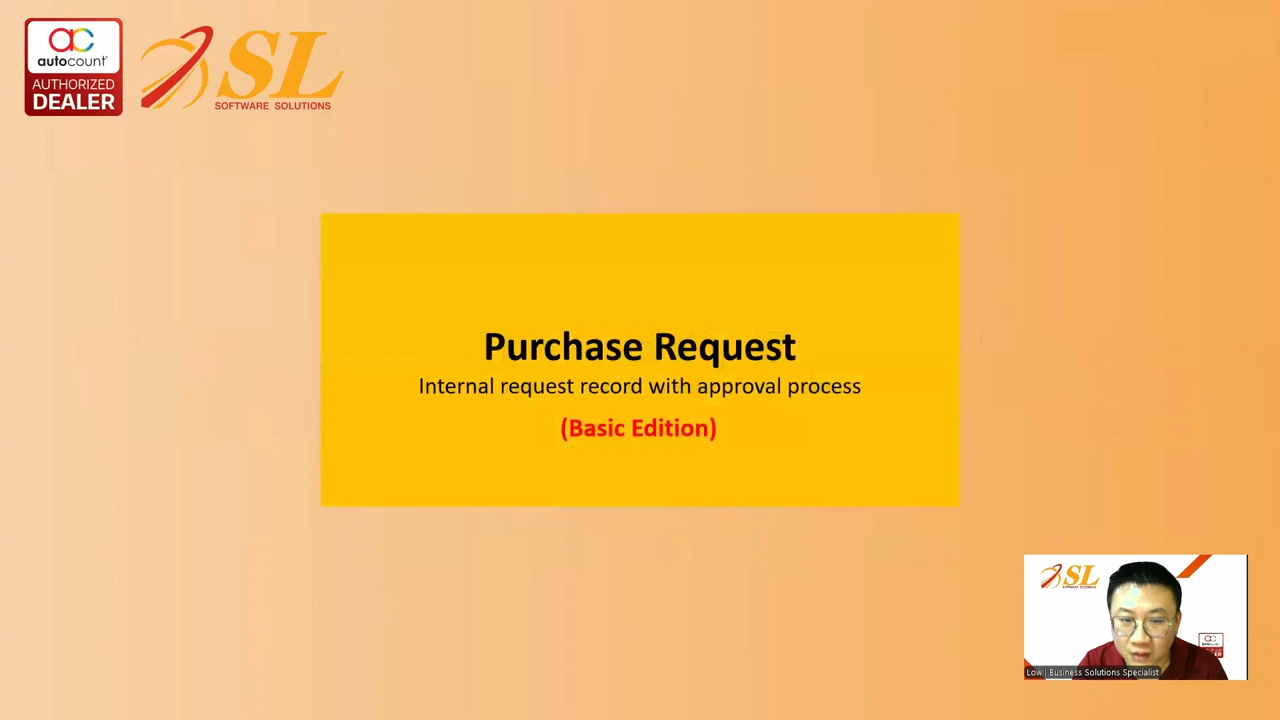 autocount
AUTHORIZED
DEALER
SL
SOFTWARE SOLUTIONS
Purchase Request
Internal request record with approval process
(Basic Edition)
SL
Low | Business Solutions Specialist